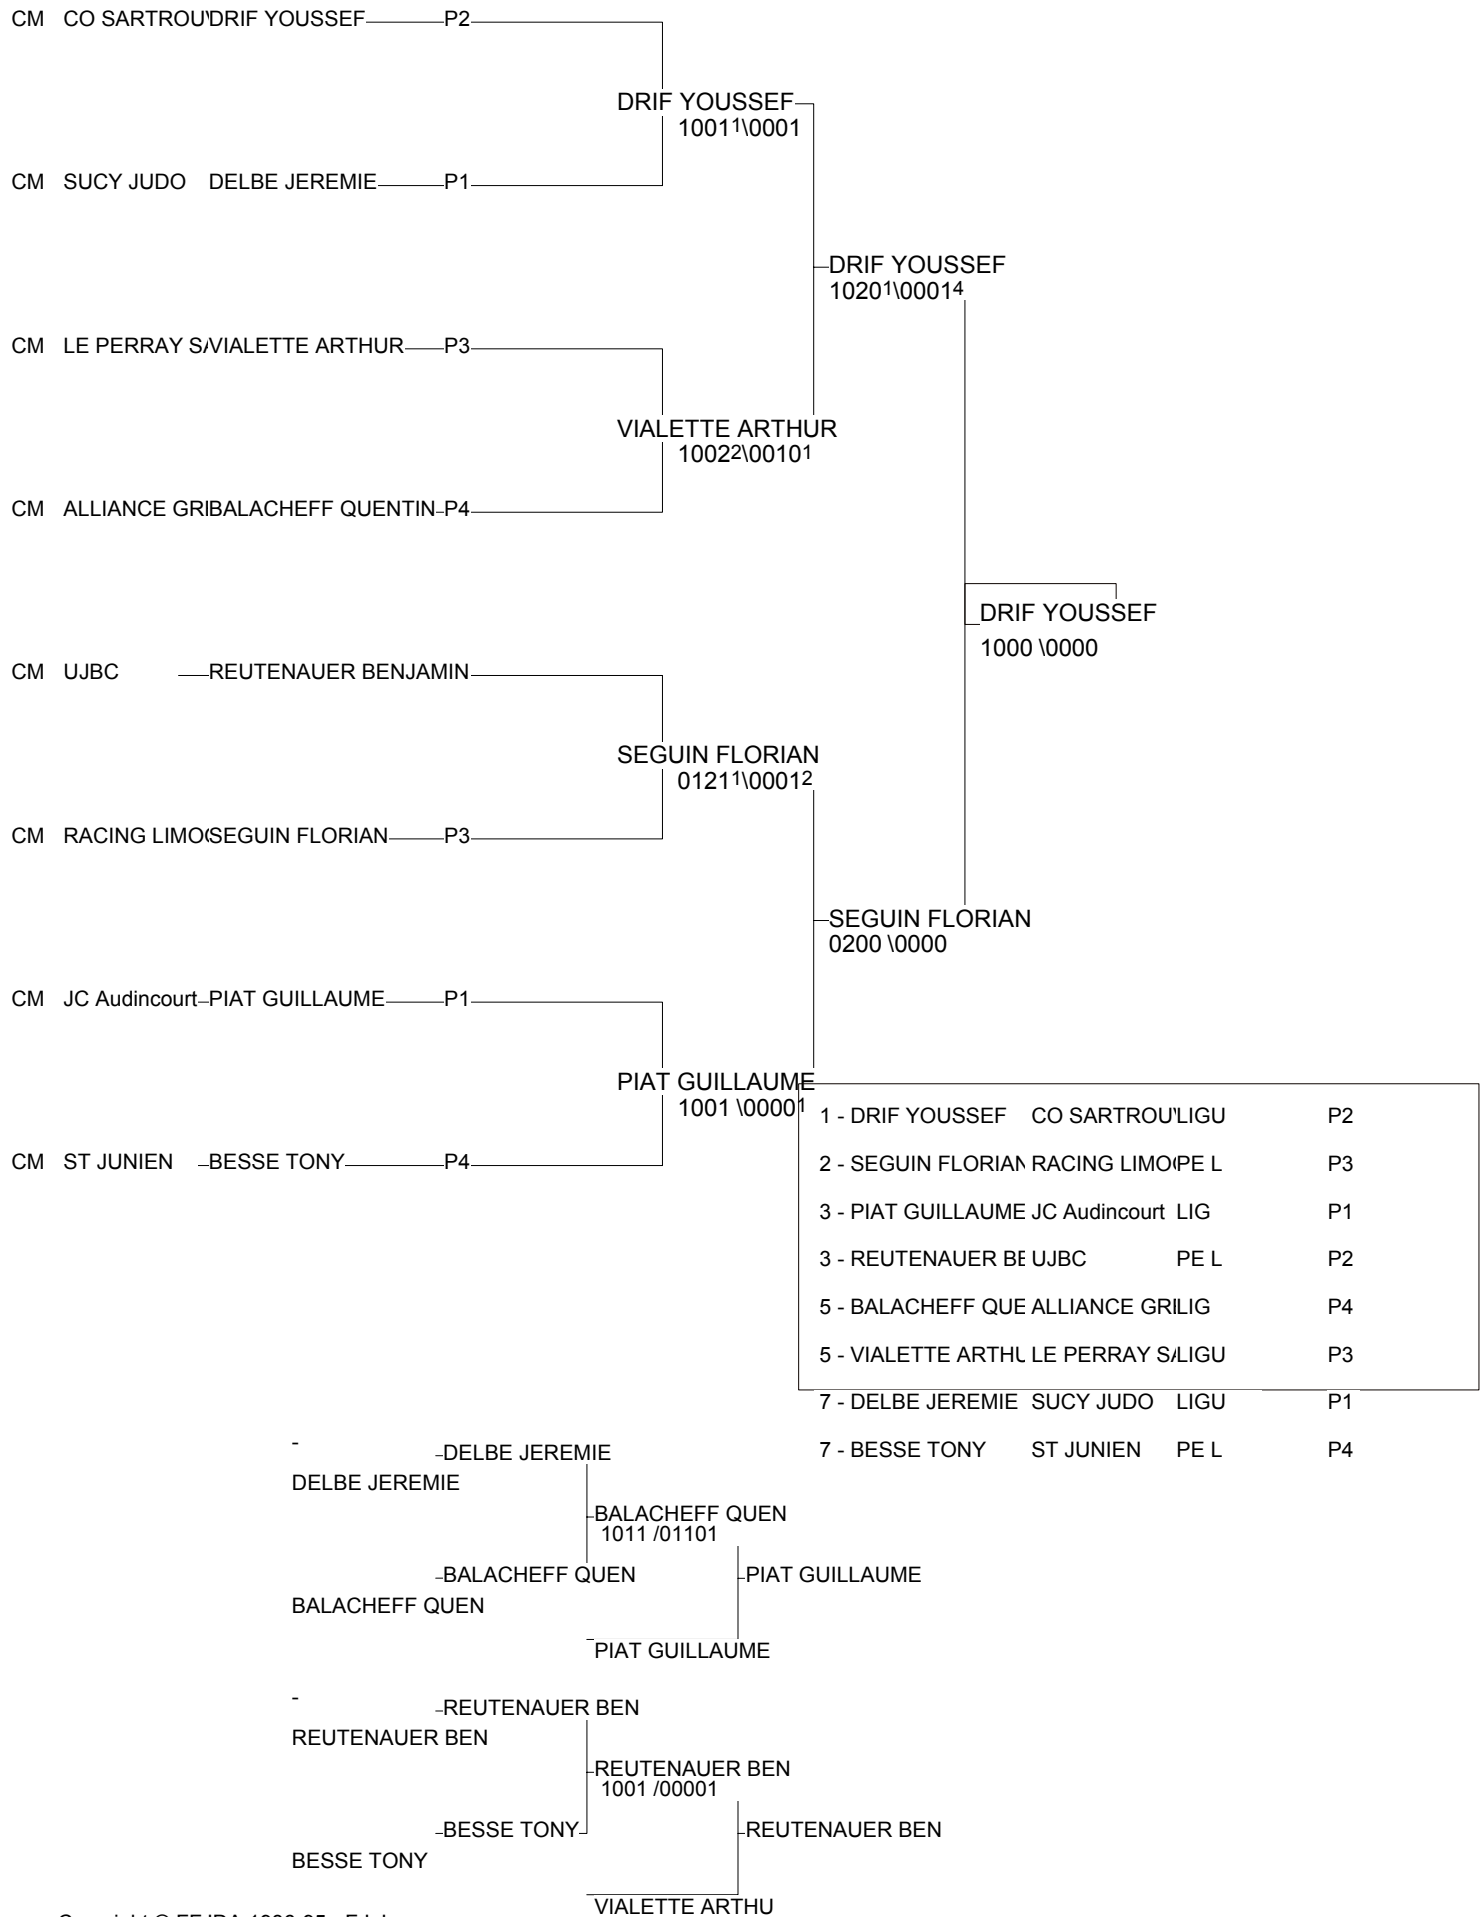 CM CO SARTROU DRIF YOUSSEF P2
DRIF YOUSSEF
1001 1\0001
CM SUCY JUDO DELBE JEREMIE P1
DRIF YOUSSEF
1020 1\0001 4
CM LE PERRAY S VIALETTE ARTHUR P3
VIALETTE ARTHUR
1002 2\0010 1
CM ALLIANCE GRI BALACHEFF QUENTIN P4
DRIF YOUSSEF
1000 \0000
CM UJBC REUTENAUER BENJAMIN
SEGUIN FLORIAN
0121 1\0001 2
CM RACING LIMO SEGUIN FLORIAN P3
SEGUIN FLORIAN
0200 \0000
CM JC Audincourt PIAT GUILLAUME P1
PIAT GUILLAUME
1001 \0000 1
CM ST JUNIEN BESSE TONY P4
1 - DRIF YOUSSEF CO SARTROU LIGU P2
2 - SEGUIN FLORIAN RACING LIMO PE L P3
3 - PIAT GUILLAUME JC Audincourt LIG P1
3 - REUTENAUER BE UJBC PE L P2
5 - BALACHEFF QUE ALLIANCE GRI LIG P4
5 - VIALETTE ARTHU LE PERRAY S LIGU P3
7 - DELBE JEREMIE SUCY JUDO LIGU P1
7 - BESSE TONY ST JUNIEN PE L P4
-
DELBE JEREMIE
DELBE JEREMIE
BALACHEFF QUEN
1011 /01101
BALACHEFF QUEN
BALACHEFF QUEN
PIAT GUILLAUME
PIAT GUILLAUME
-
REUTENAUER BEN
REUTENAUER BEN
REUTENAUER BEN
1001 /00001
BESSE TONY
BESSE TONY
REUTENAUER BEN
VIALETTE ARTHU